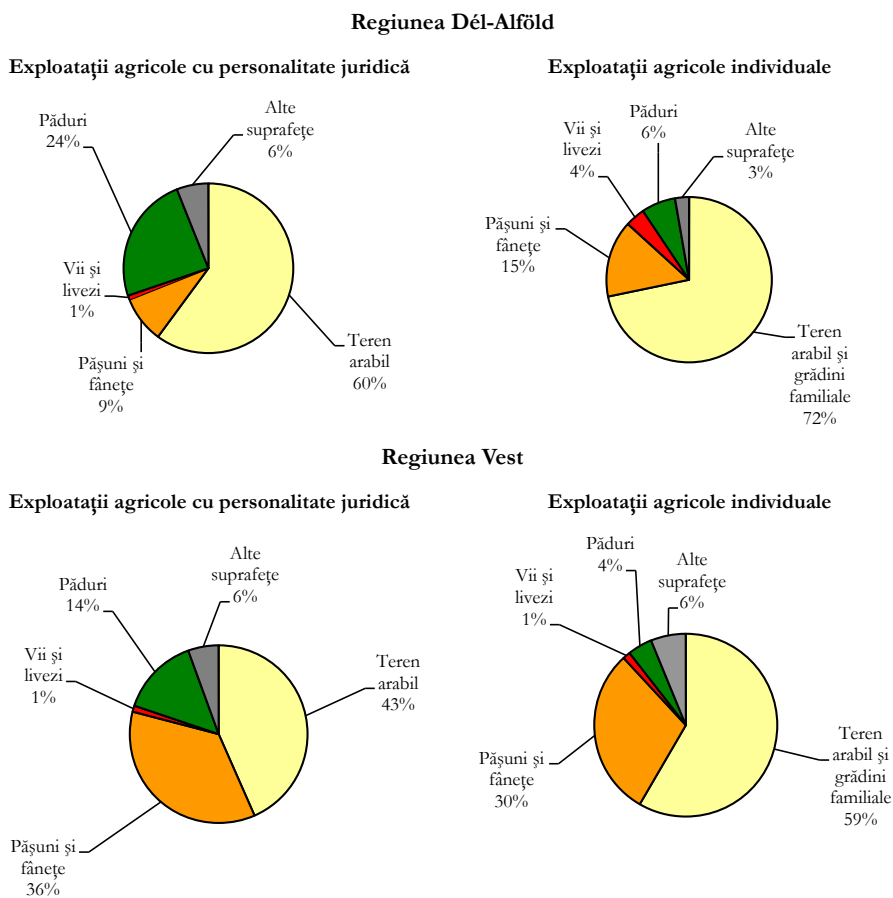 Regiunea Dél-Alföld
Exploataţii agricole cu personalitate juridică
Păduri
24%
Alte
suprafeţe
6%
Vii şi
livezi
1%
Păşuni şi
fâneţe
9%
Teren
arabil
60%
Exploataţii agricole individuale
Vii şi
livezi
4%
Păduri
6%
Alte
suprafeţe
3%
Păşuni şi
fâneţe
15%
Teren
arabil şi
grădini
familiale
72%
Regiunea Vest
Exploataţii agricole cu personalitate juridică
Păduri
14%
Alte
suprafeţe
6%
Vii şi
livezi
1%
Teren
arabil
43%
Păşuni şi
fâneţe
36%
Exploataţii agricole individuale
Vii şi
livezi
1%
Păduri
4%
Alte
suprafeţe
6%
Păşuni şi
fâneţe
30%
Teren
arabil şi
grădini
familiale
59%